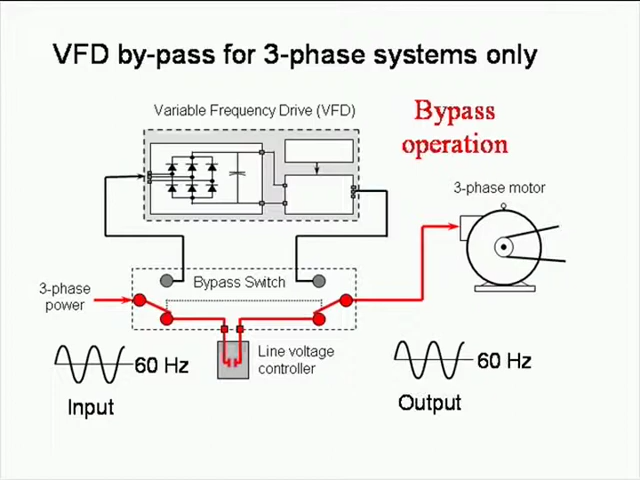 VFD by-pass for 3-phase systems only
Variable Frequency Drive (VFD)
Bypass
operation
3-phase motor
Bypass Switch
3-phase
power
Line voltage
controller
60 Hz
Input
60 Hz
Output